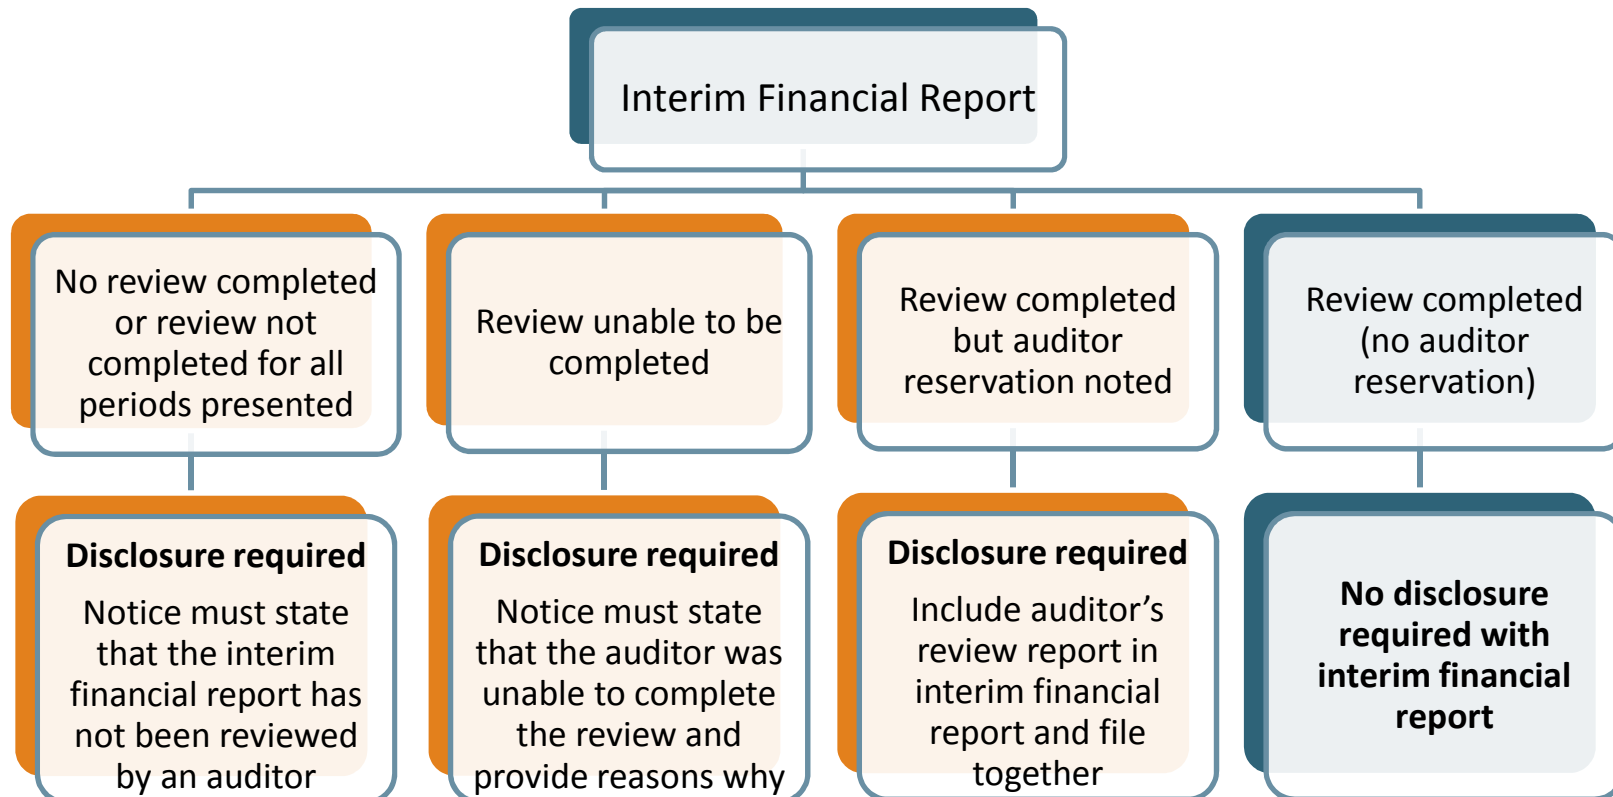 Interim Financial Report
No review completed
or review not
completed for all
periods presented
Review unable to be
completed
Review completed
but auditor
reservation noted
Review completed
(no auditor
reservation)
Disclosure required
Notice must state
that the interim
financial report has
not been reviewed
by an auditor
Disclosure required
Notice must state
that the auditor was
unable to complete
the review and
provide reasons why
Disclosure required
Include auditor’s
review report in
interim financial
report and file
together
No disclosure
required with
interim financial
report